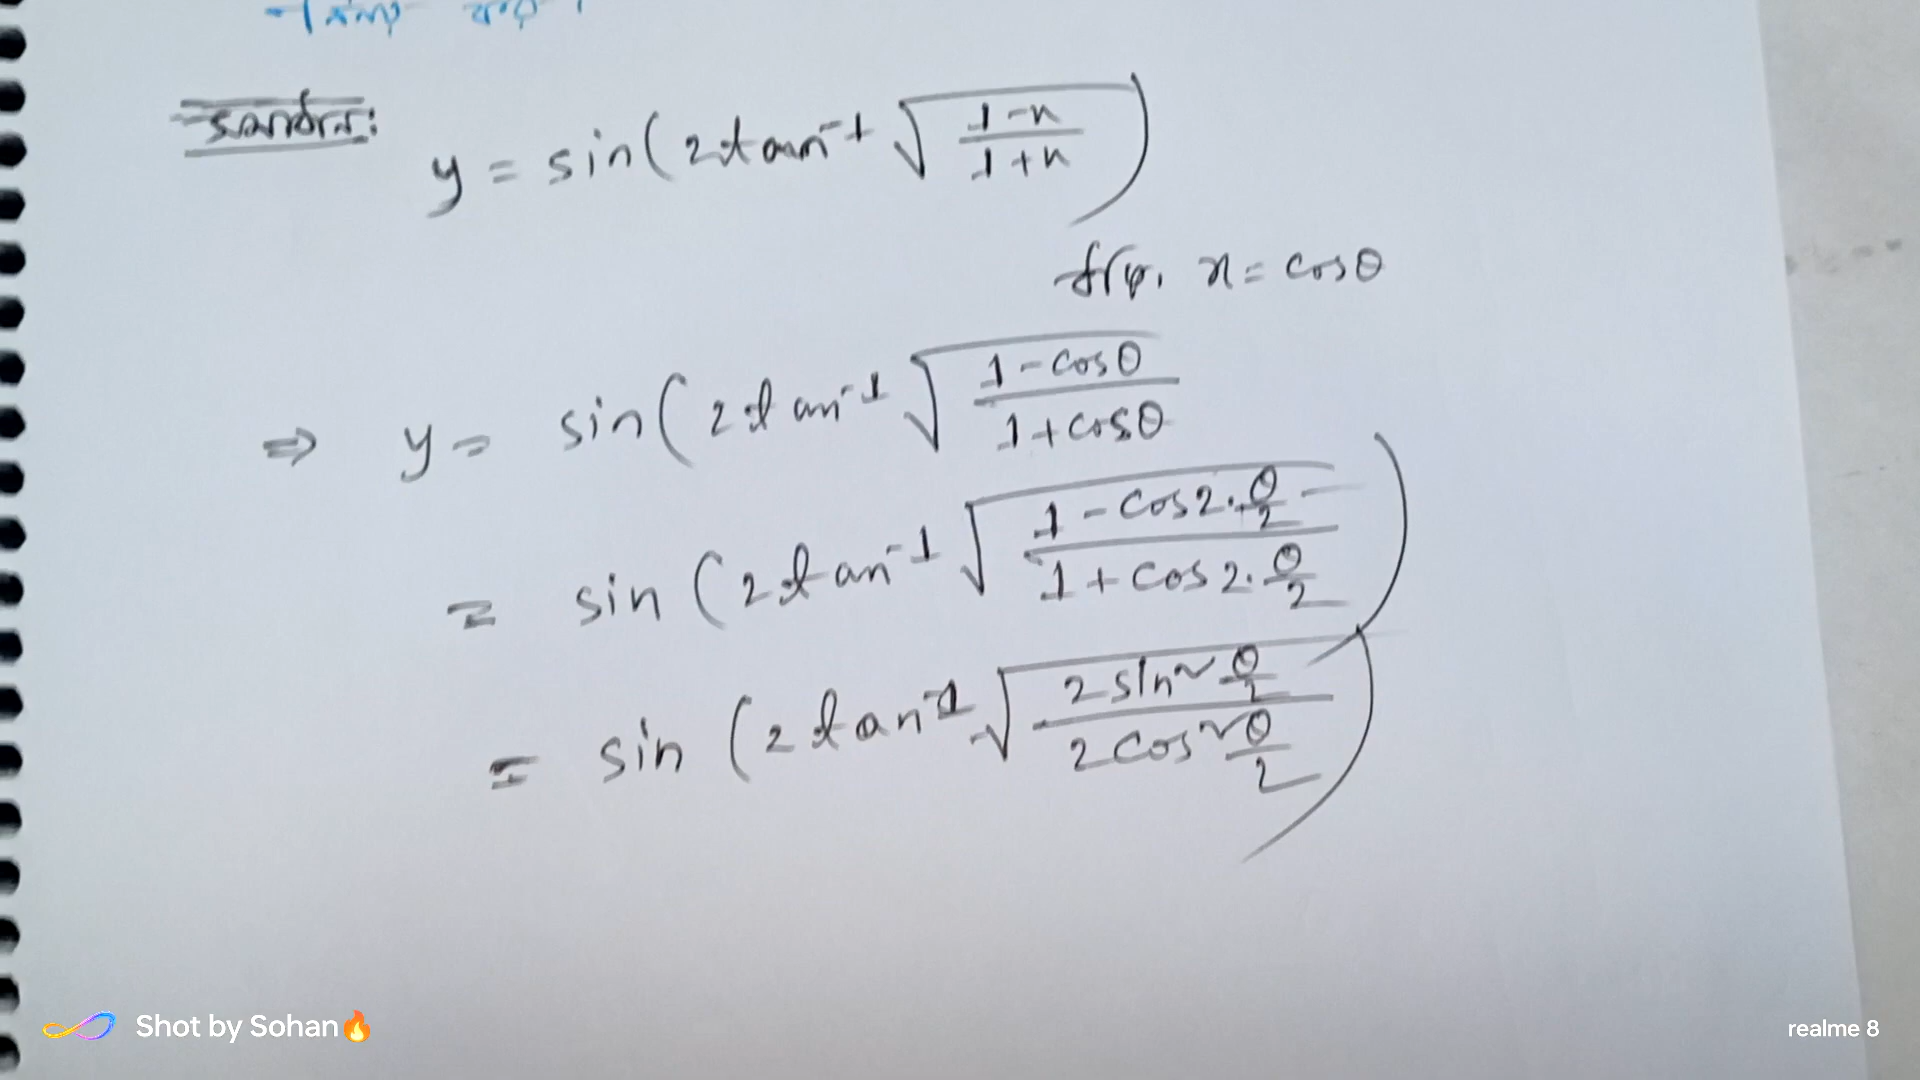 সমাধান:
y = sin(2tan⁻¹ √((1-x)/(1+x)))
x = cosθ
⇒ y = sin(2tan⁻¹ √((1-cosθ)/(1+cosθ))
= sin(2tan⁻¹ √((1-cos2.θ/2)/(1+cos2.θ/2)))
= sin(2tan⁻¹ √((2sin²θ/2)/(2cos²θ/2)))
Shot by Sohan🔥
realme 8